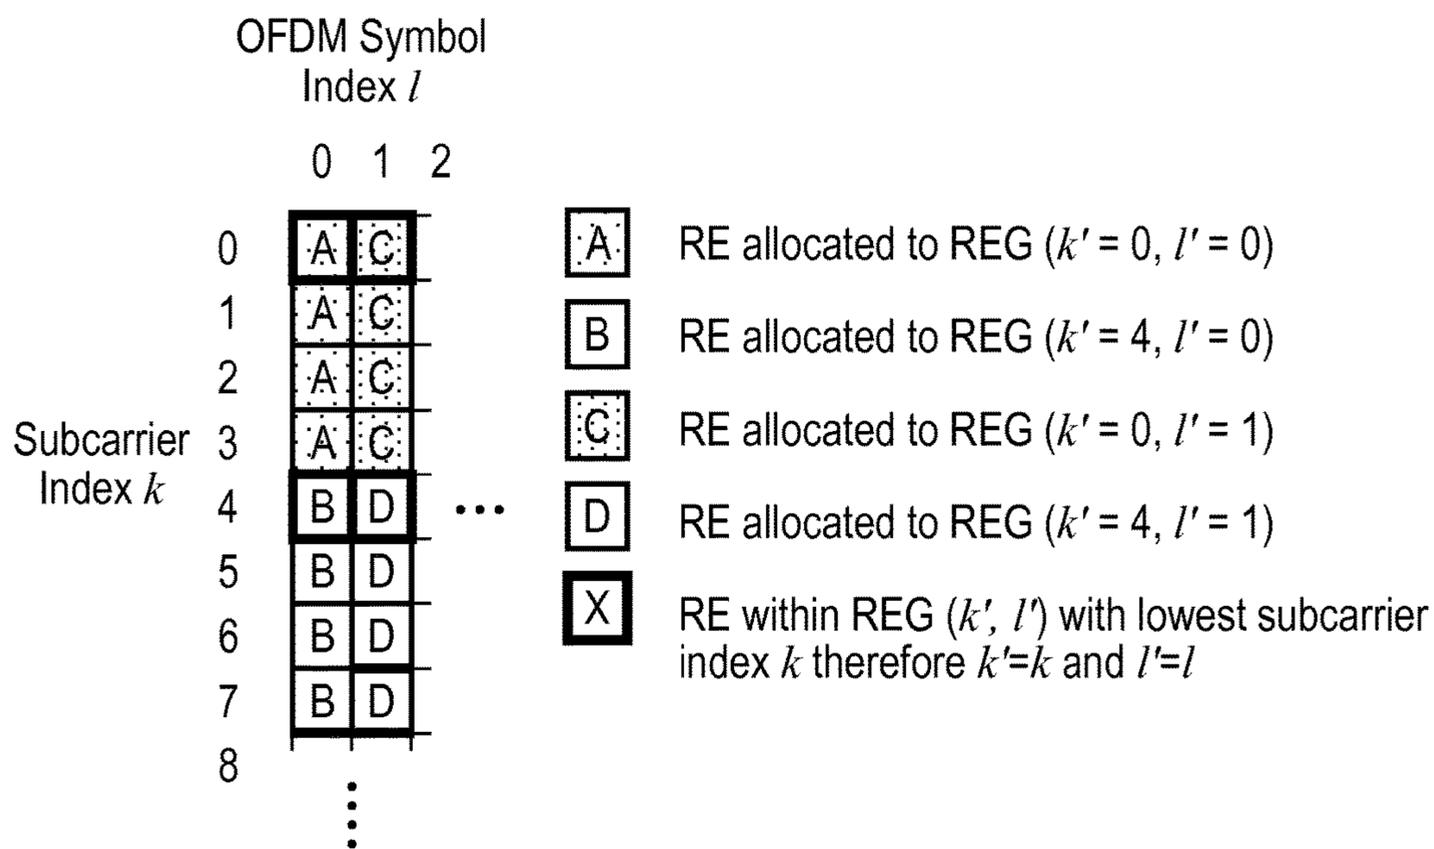 OFDM Symbol
Index l
0 1 2
0 A C
1 A C
2 A C
Subcarrier
Index k
3 A C
4 B D ...
5 B D
6 B D
7 B D
8
A RE allocated to REG (k' = 0, l' = 0)
B RE allocated to REG (k' = 4, l' = 0)
C RE allocated to REG (k' = 0, l' = 1)
D RE allocated to REG (k' = 4, l' = 1)
X RE within REG (k', l') with lowest subcarrier
index k therefore k'=k and l'=l